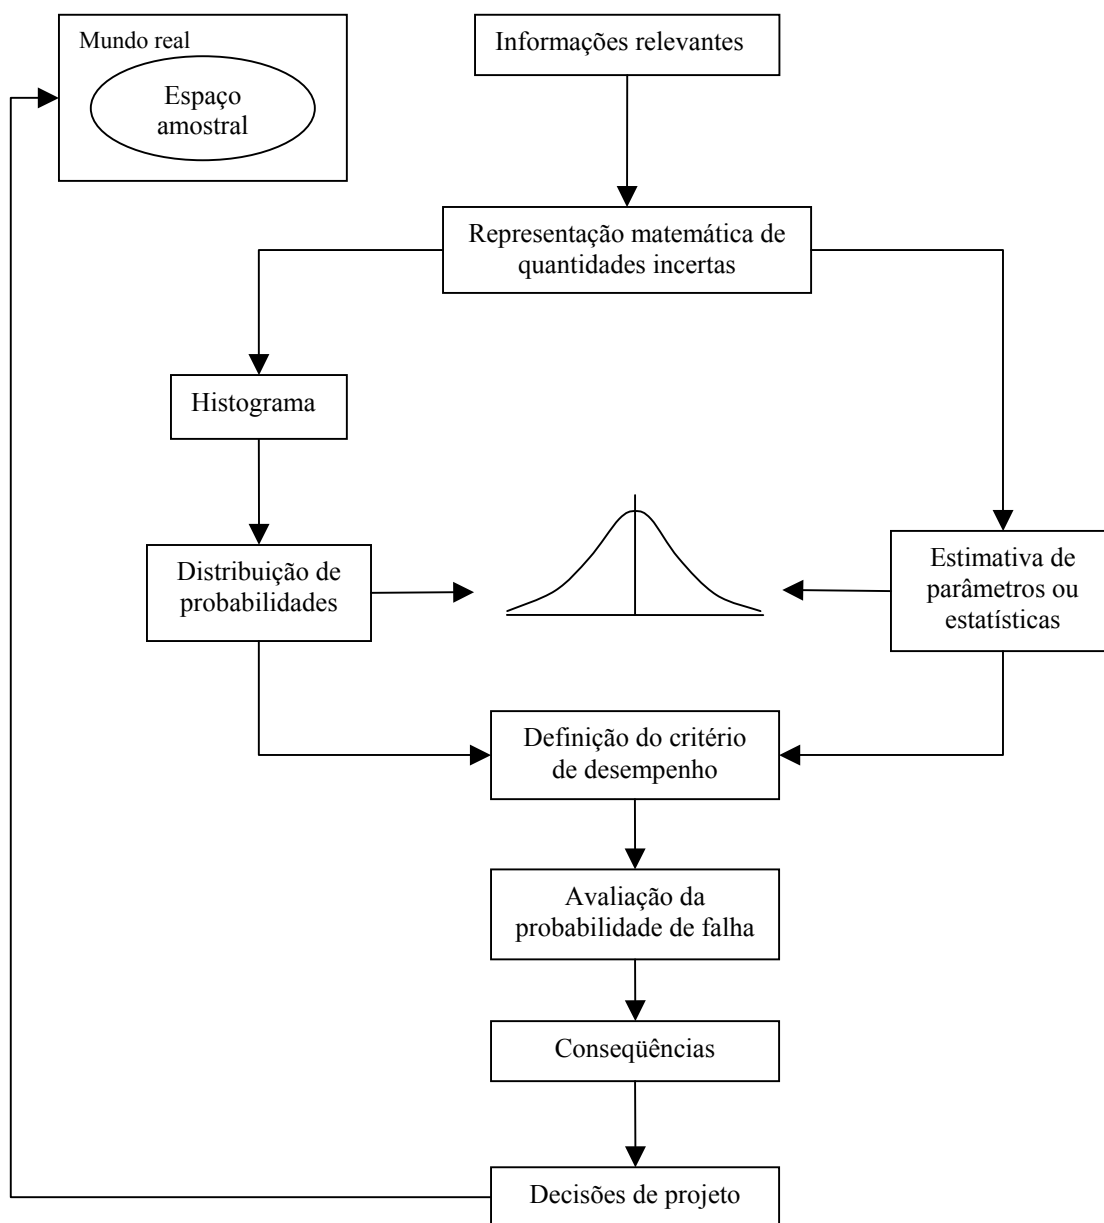 Mundo real
Espaço
amostral
Informações relevantes
Representação matemática de
quantidades incertas
Histograma
Distribuição de
probabilidades
Estimativa de
parâmetros ou
estatísticas
Definição do critério
de desempenho
Avaliação da
probabilidade de falha
Conseqüências
Decisões de projeto